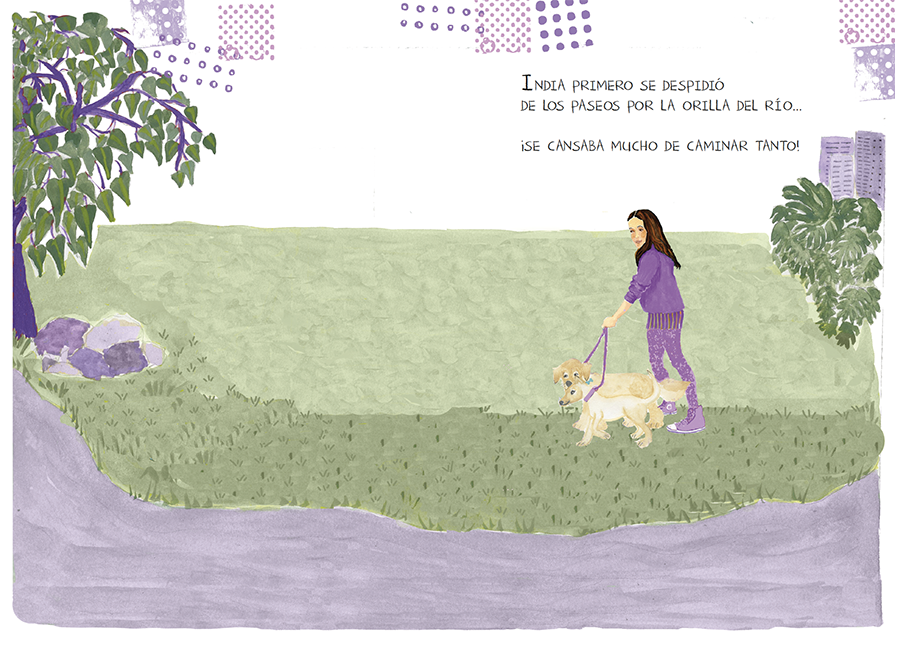 INDIA PRIMERO SE DESPIDIÓ
DE LOS PASEOS POR LA ORILLA DEL RÍO...
¡SE CANSABA MUCHO DE CAMINAR TANTO!